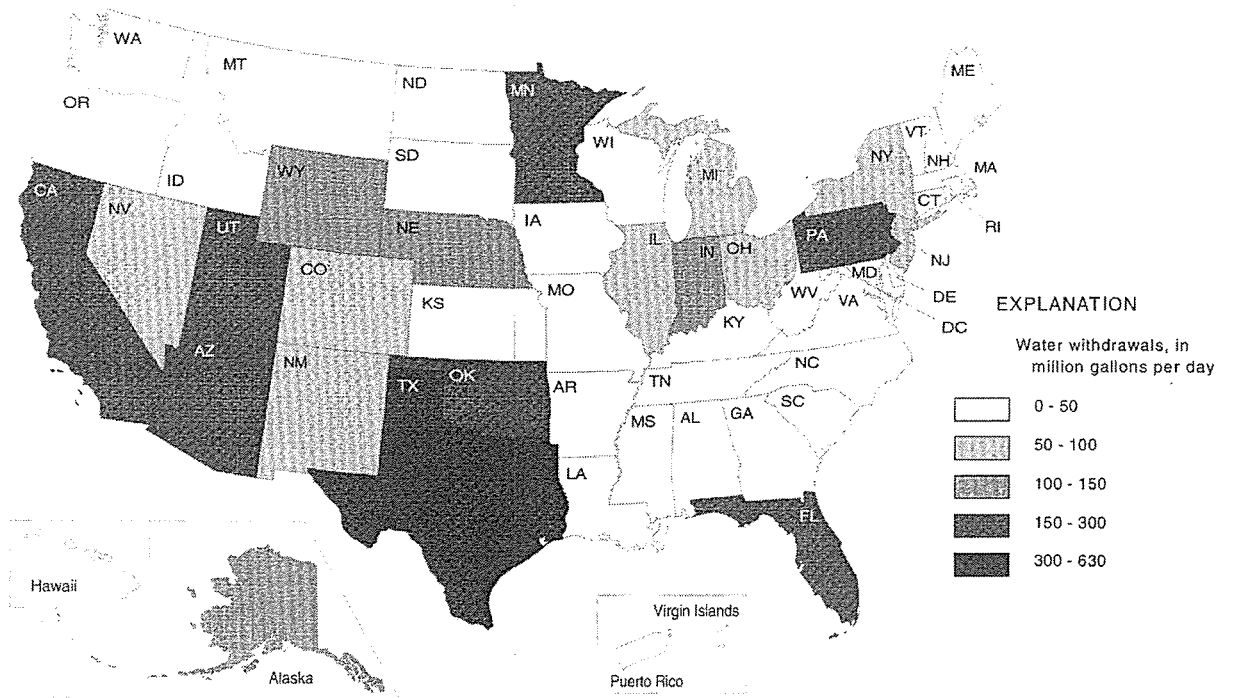 WA
MT
ND
MN
ME
OR
VT
WI
NY
NH
MA
SD
ID
WY
MI
CA
NV
CT
UT
IA
NE
RI
PA
IL
IN
OH
NJ
CO
MD
MO
WV
DE
VA
KS
KY
DC
AZ
NM
NC
TX
OK
AR
TN
SC
MS
AL
GA
LA
FL
EXPLANATION
Water withdrawals, in
million gallons per day
0 - 50
50 - 100
100 - 150
150 - 300
300 - 630
Hawaii
Alaska
Virgin Islands
Puerto Rico